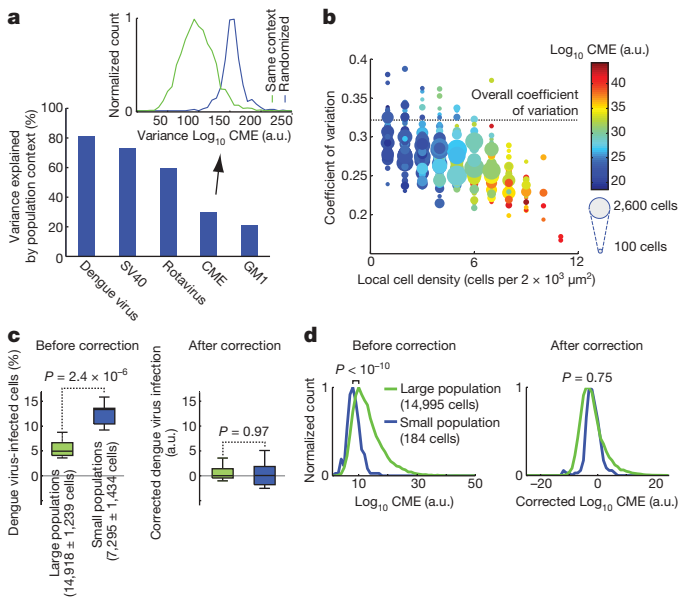 a
Normalized count
1
0
50
100
150
200
250
Variance Log10 CME (a.u.)
Same context
Randomized
Variance explained
by population context (%)
100
80
60
40
20
0
Dengue virus
SV40
Rotavirus
CME
GM1
b
Coefficient of variation
0.4
0.35
0.3
0.25
0.2
0
6
12
Local cell density (cells per 2 × 10³ µm²)
Overall coefficient
of variation
Log10 CME (a.u.)
40
35
30
25
20
2,600 cells
100 cells
c
Before correction
Dengue virus-infected cells (%)
P = 2.4 × 10⁻⁶
15
10
5
0
Large populations
(14,918 ± 1,239 cells)
Small populations
(7,295 ± 1,434 cells)
After correction
Corrected dengue virus infection
(a.u.)
P = 0.97
15
10
5
0
d
Before correction
P < 10⁻¹⁰
Normalized count
1
0
10
30
50
Log10 CME (a.u.)
Large population
(14,995 cells)
Small population
(184 cells)
After correction
P = 0.75
1
0
−20
0
20
Corrected Log10 CME (a.u.)